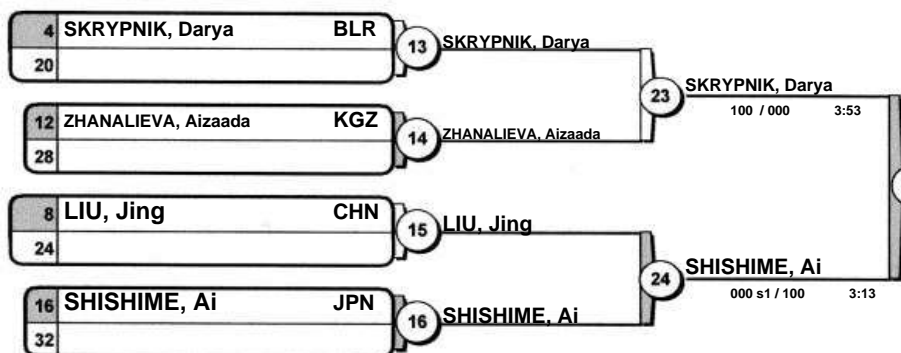 4 SKRYPNIK, Darya BLR
20
13 SKRYPNIK, Darya
12 ZHANALIEVA, Aizaada KGZ
28
14 ZHANALIEVA, Aizaada
23 SKRYPNIK, Darya
100 / 000 3:53
8 LIU, Jing CHN
24
15 LIU, Jing
16 SHISHIME, Ai JPN
32
16 SHISHIME, Ai
24 SHISHIME, Ai
000 s1 / 100 3:13